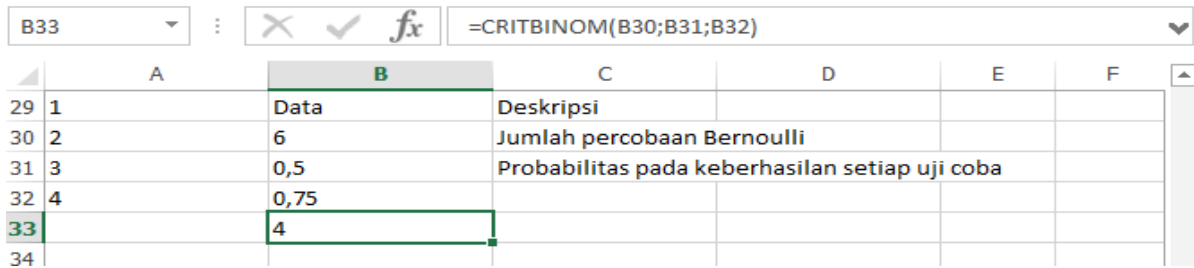 B33 fx =CRITBINOM(B30;B31;B32)
A B C D E F
29 1 Data Deskripsi
30 2 6 Jumlah percobaan Bernoulli
31 3 0,5 Probabilitas pada keberhasilan setiap uji coba
32 4 0,75
33 4
34